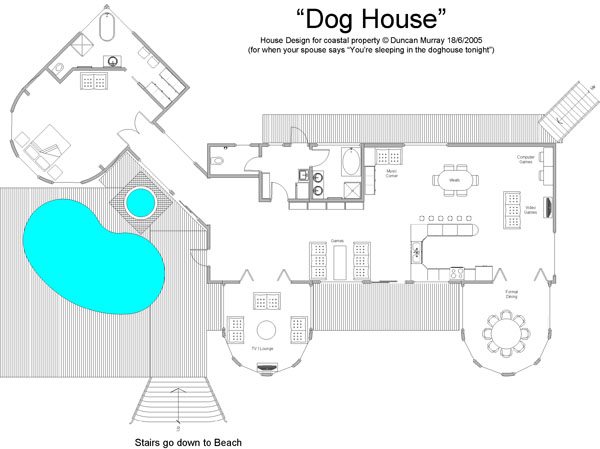 “Dog House”
House Design for coastal property © Duncan Murray 18/6/2005
(for when your spouse says “You’re sleeping in the doghouse tonight”)
Music
Corner
Meals
Computer
Games
Video
Games
Games
Formal
Dining
TV / Lounge
Stairs go down to Beach